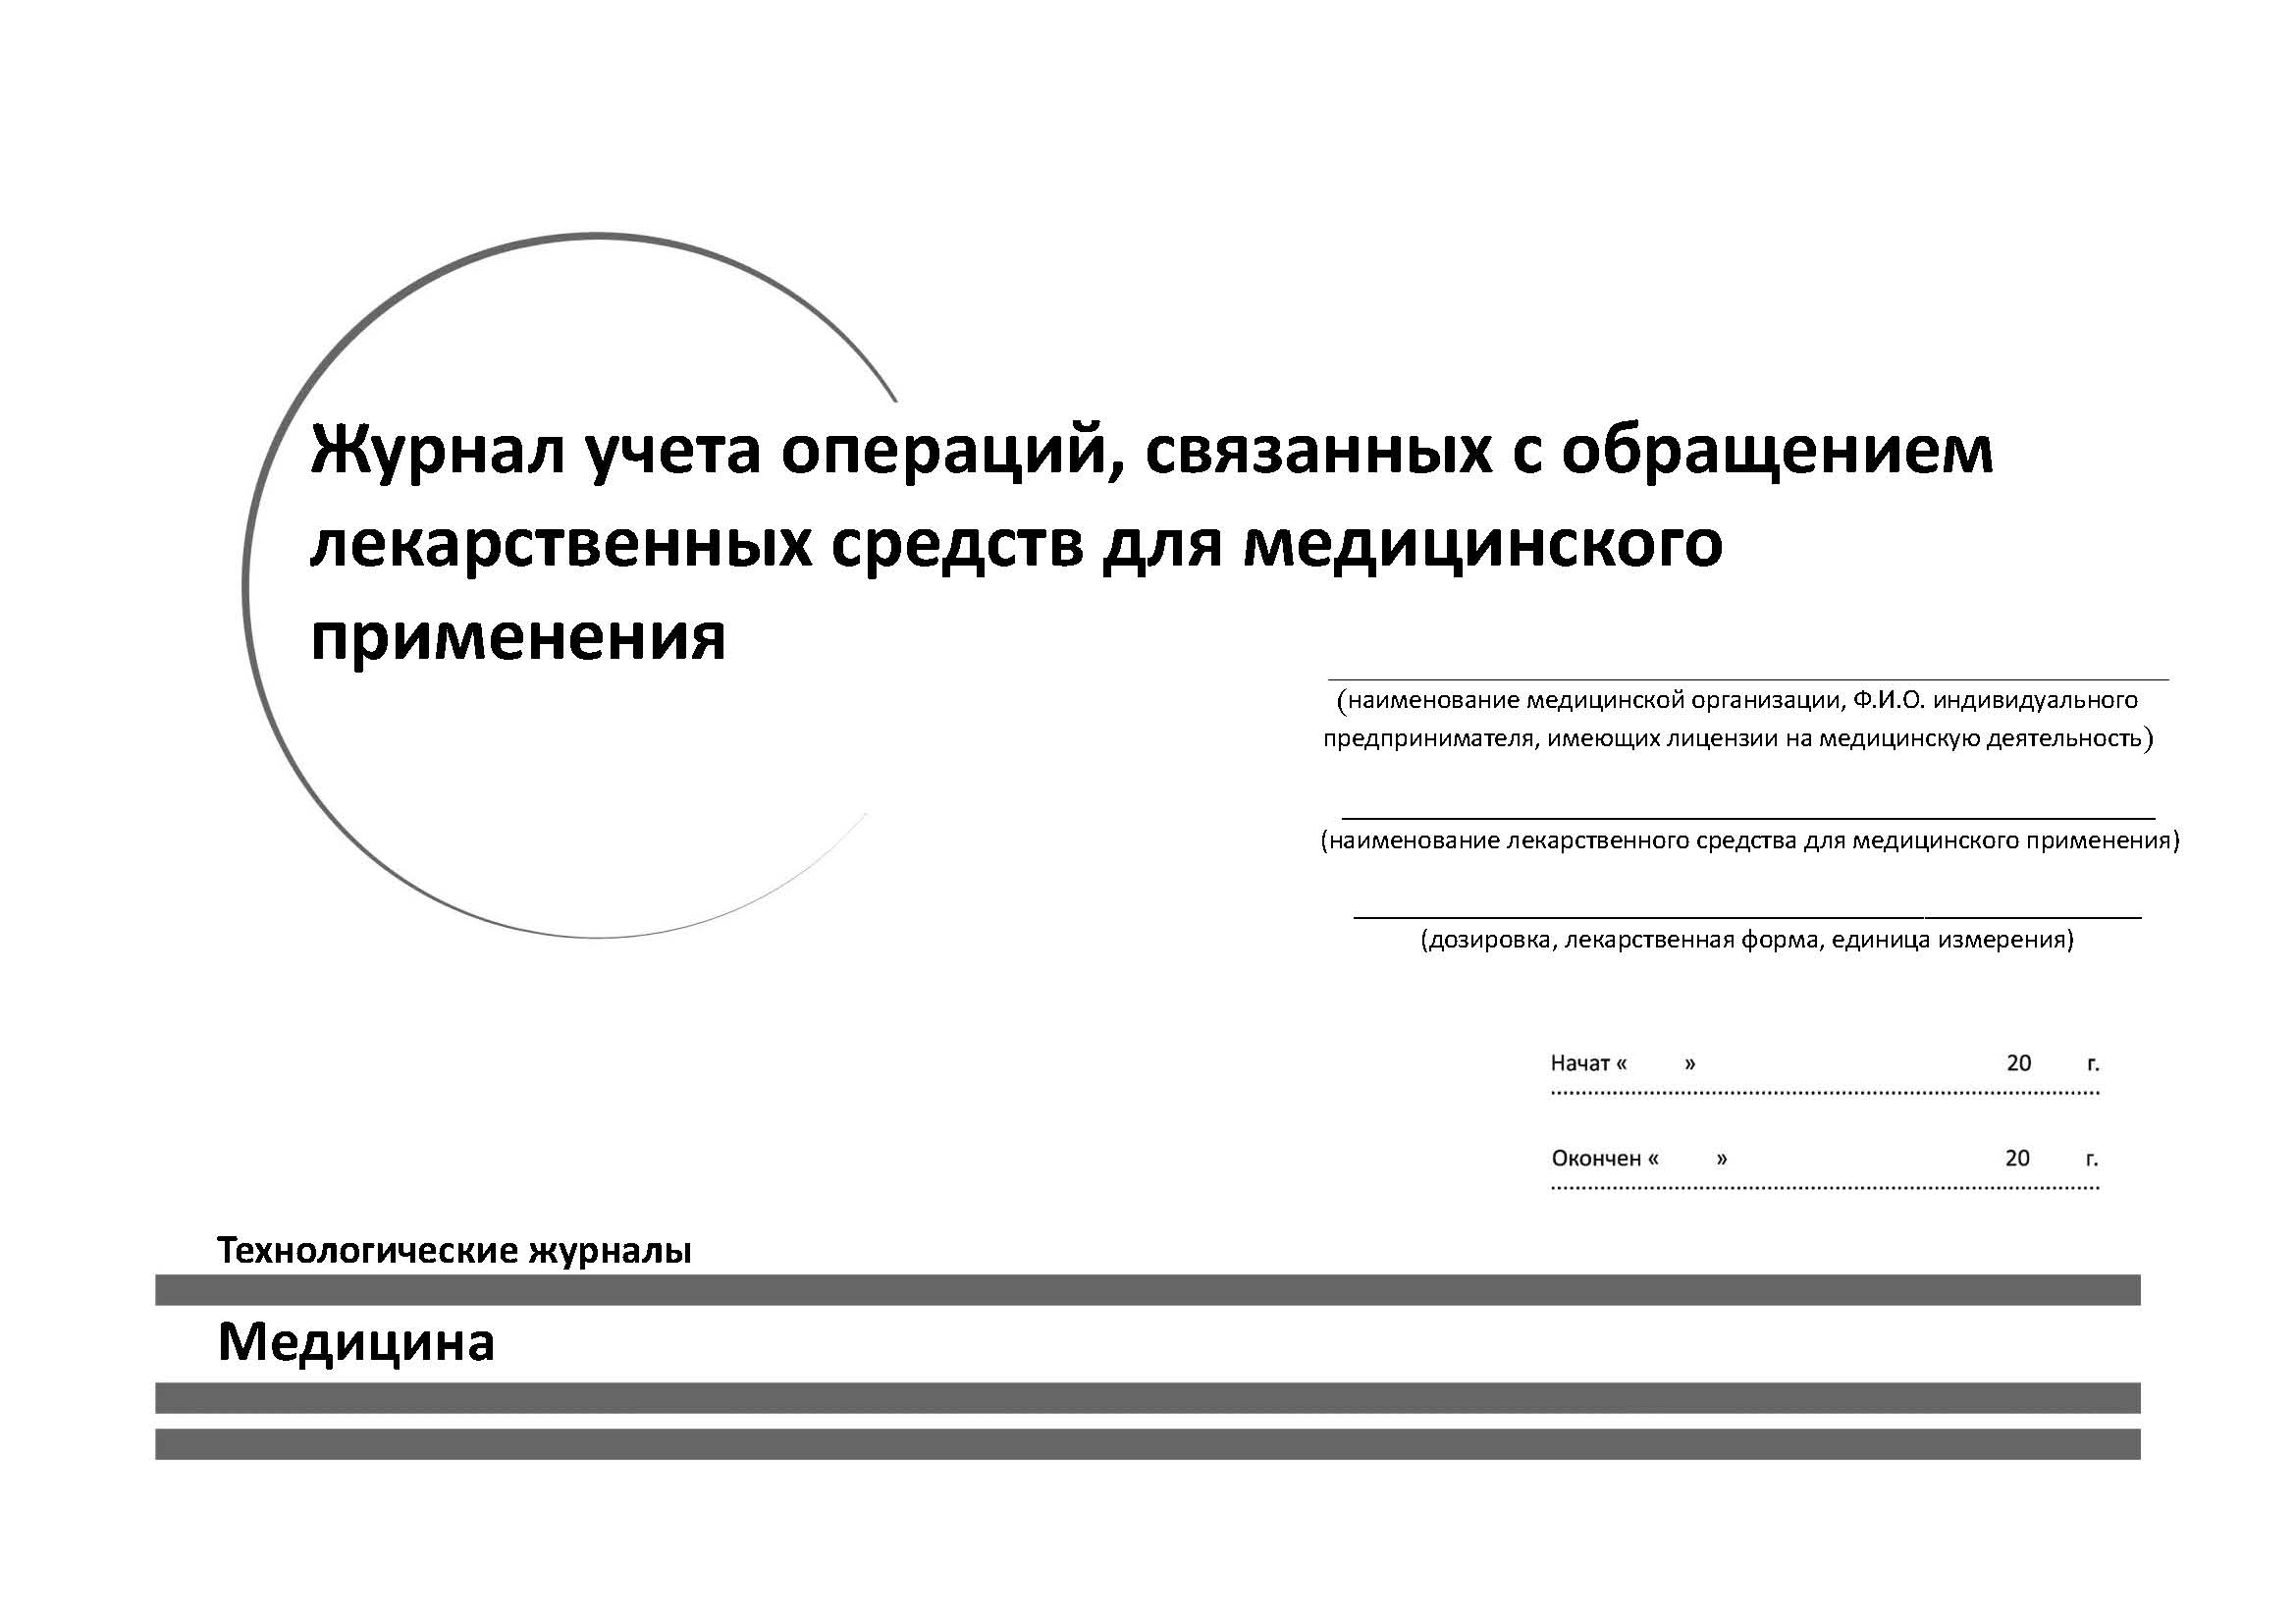 Журнал учета операций, связанных с обращением
лекарственных средств для медицинского
применения
(наименование медицинской организации, Ф.И.О. индивидуального
предпринимателя, имеющих лицензии на медицинскую деятельность)
(наименование лекарственного средства для медицинского применения)
(дозировка, лекарственная форма, единица измерения)
Начат « » 20 г.
Окончен « » 20 г.
Технологические журналы
Медицина